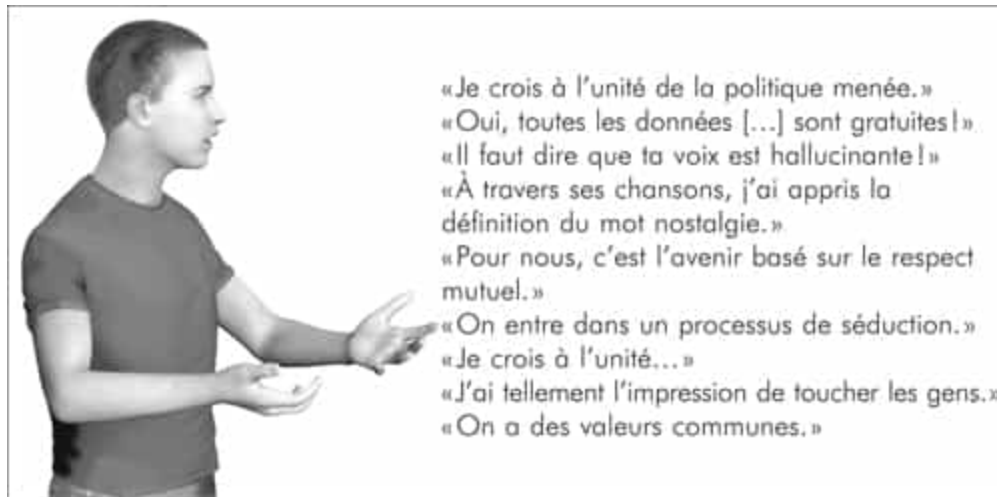 «Je crois à l'unité de la politique menée.»
«Oui, toutes les données [...] sont gratuites!»
«Il faut dire que ta voix est hallucinante!»
«À travers ses chansons, j'ai appris la
définition du mot nostalgie.»
«Pour nous, c'est l'avenir basé sur le respect
mutuel.»
«On entre dans un processus de séduction.»
«Je crois à l'unité...»
«J'ai tellement l'impression de toucher les gens.»
«On a des valeurs communes.»